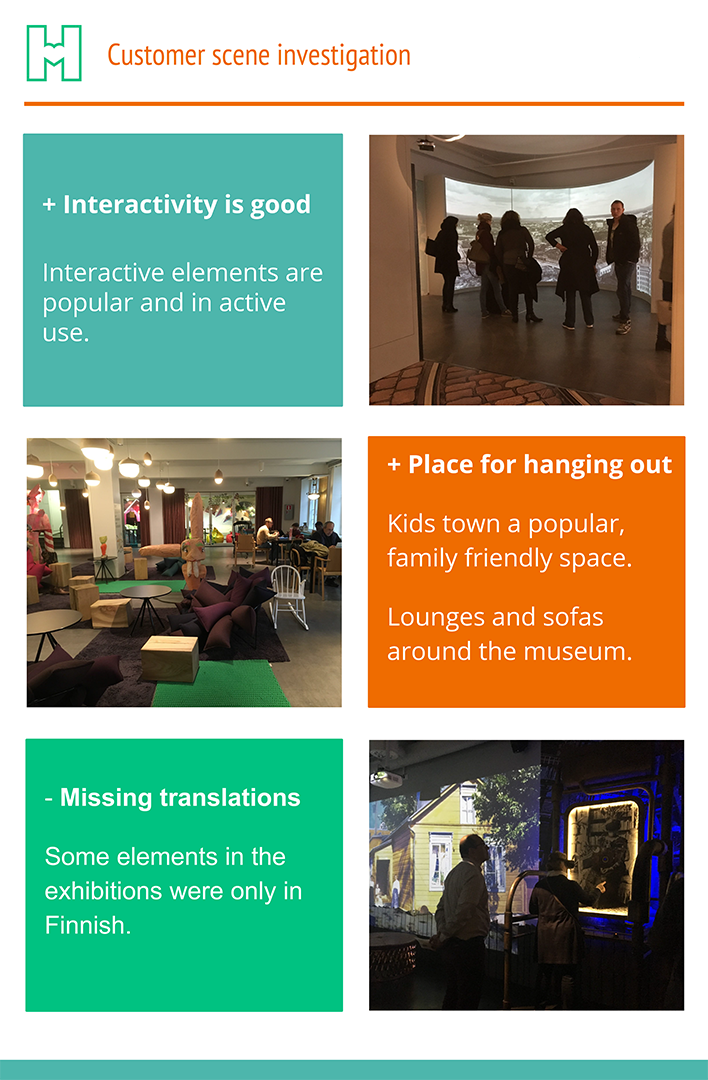 Customer scene investigation
+ Interactivity is good
Interactive elements are
popular and in active
use.
+ Place for hanging out
Kids town a popular,
family friendly space.
Lounges and sofas
around the museum.
- Missing translations
Some elements in the
exhibitions were only in
Finnish.